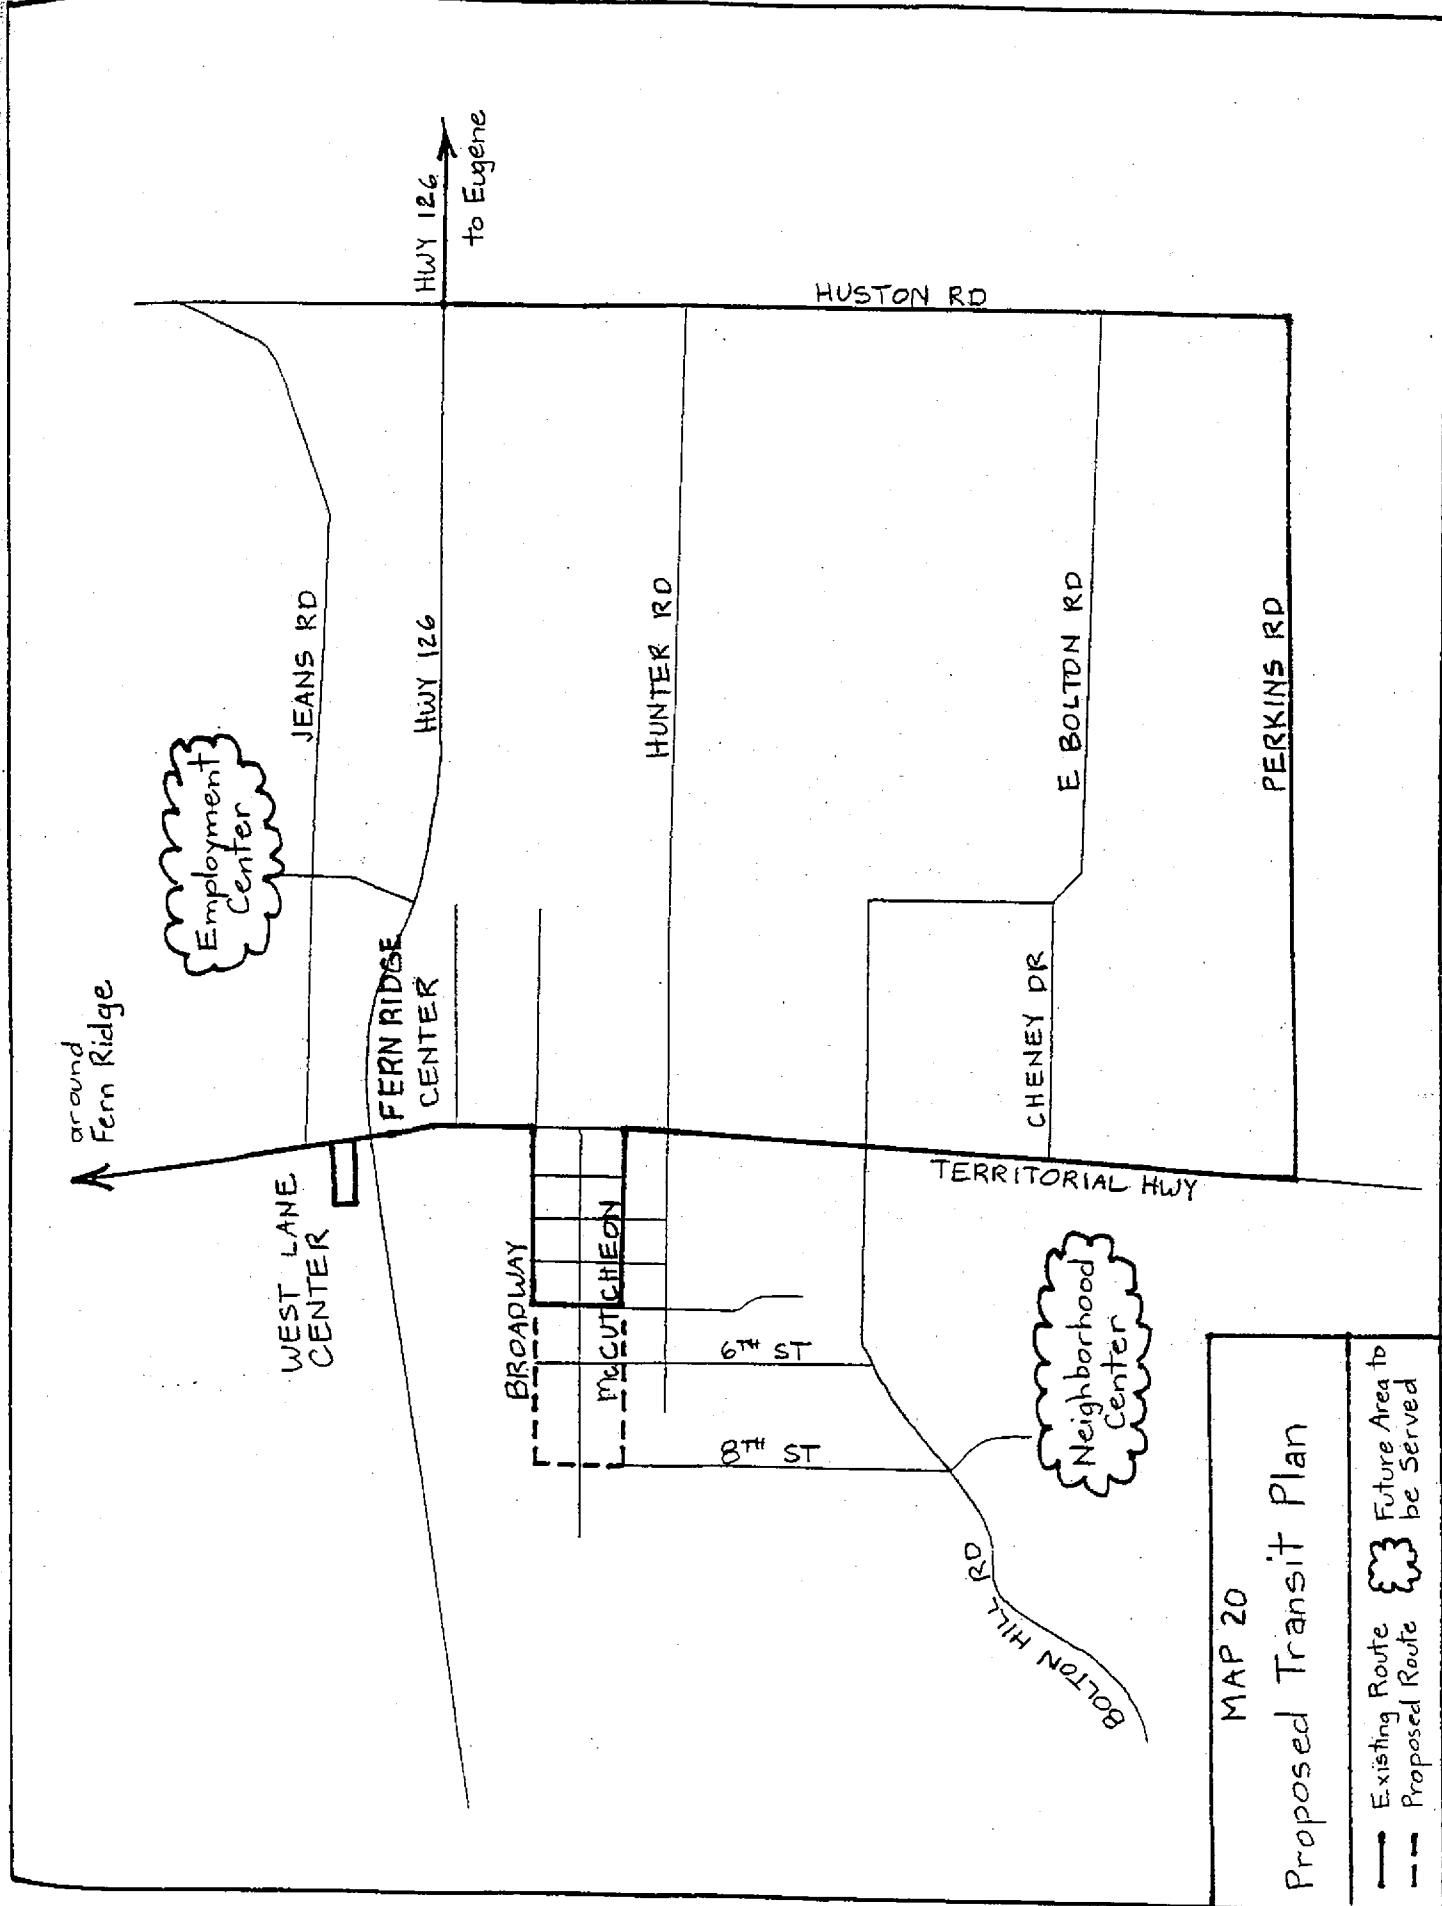 around
Fern Ridge
Employment
Center
JEANS RD
HWY 126
HWY 126
to Eugene
FERN RIDGE
CENTER
WEST LANE
CENTER
HUSTON RD
HUNTER RD
BROADWAY
McCUTCHEON
6TH ST
8TH ST
E BOLTON RD
CHENEY DR
TERRITORIAL HWY
PERKINS RD
BOLTON HILL RD
Neighborhood
Center
MAP 20
Proposed Transit Plan
Existing Route
Proposed Route
Future Area to
be Served